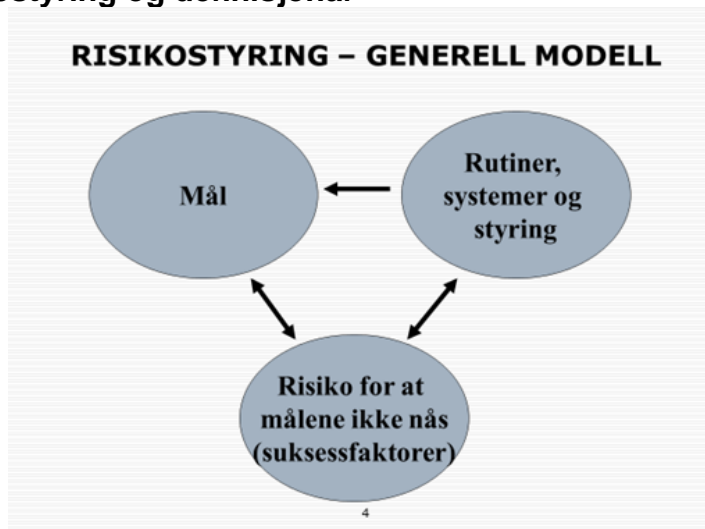 RISIKOSTYRING – GENERELL MODELL
Mål
Rutiner,
systemer og
styring
Risiko for at
målene ikke nås
(suksessfaktorer)
4